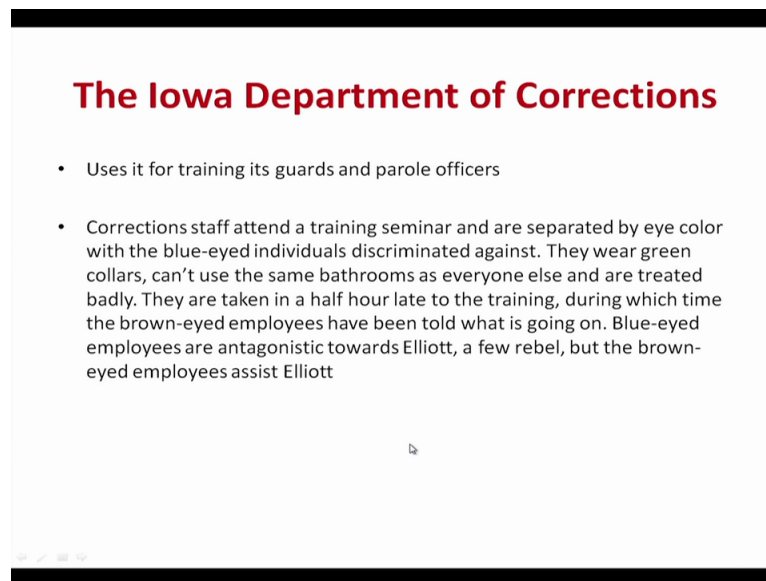 The Iowa Department of Corrections
• Uses it for training its guards and parole officers
• Corrections staff attend a training seminar and are separated by eye color
with the blue-eyed individuals discriminated against. They wear green
collars, can't use the same bathrooms as everyone else and are treated
badly. They are taken in a half hour late to the training, during which time
the brown-eyed employees have been told what is going on. Blue-eyed
employees are antagonistic towards Elliott, a few rebel, but the brown-
eyed employees assist Elliott